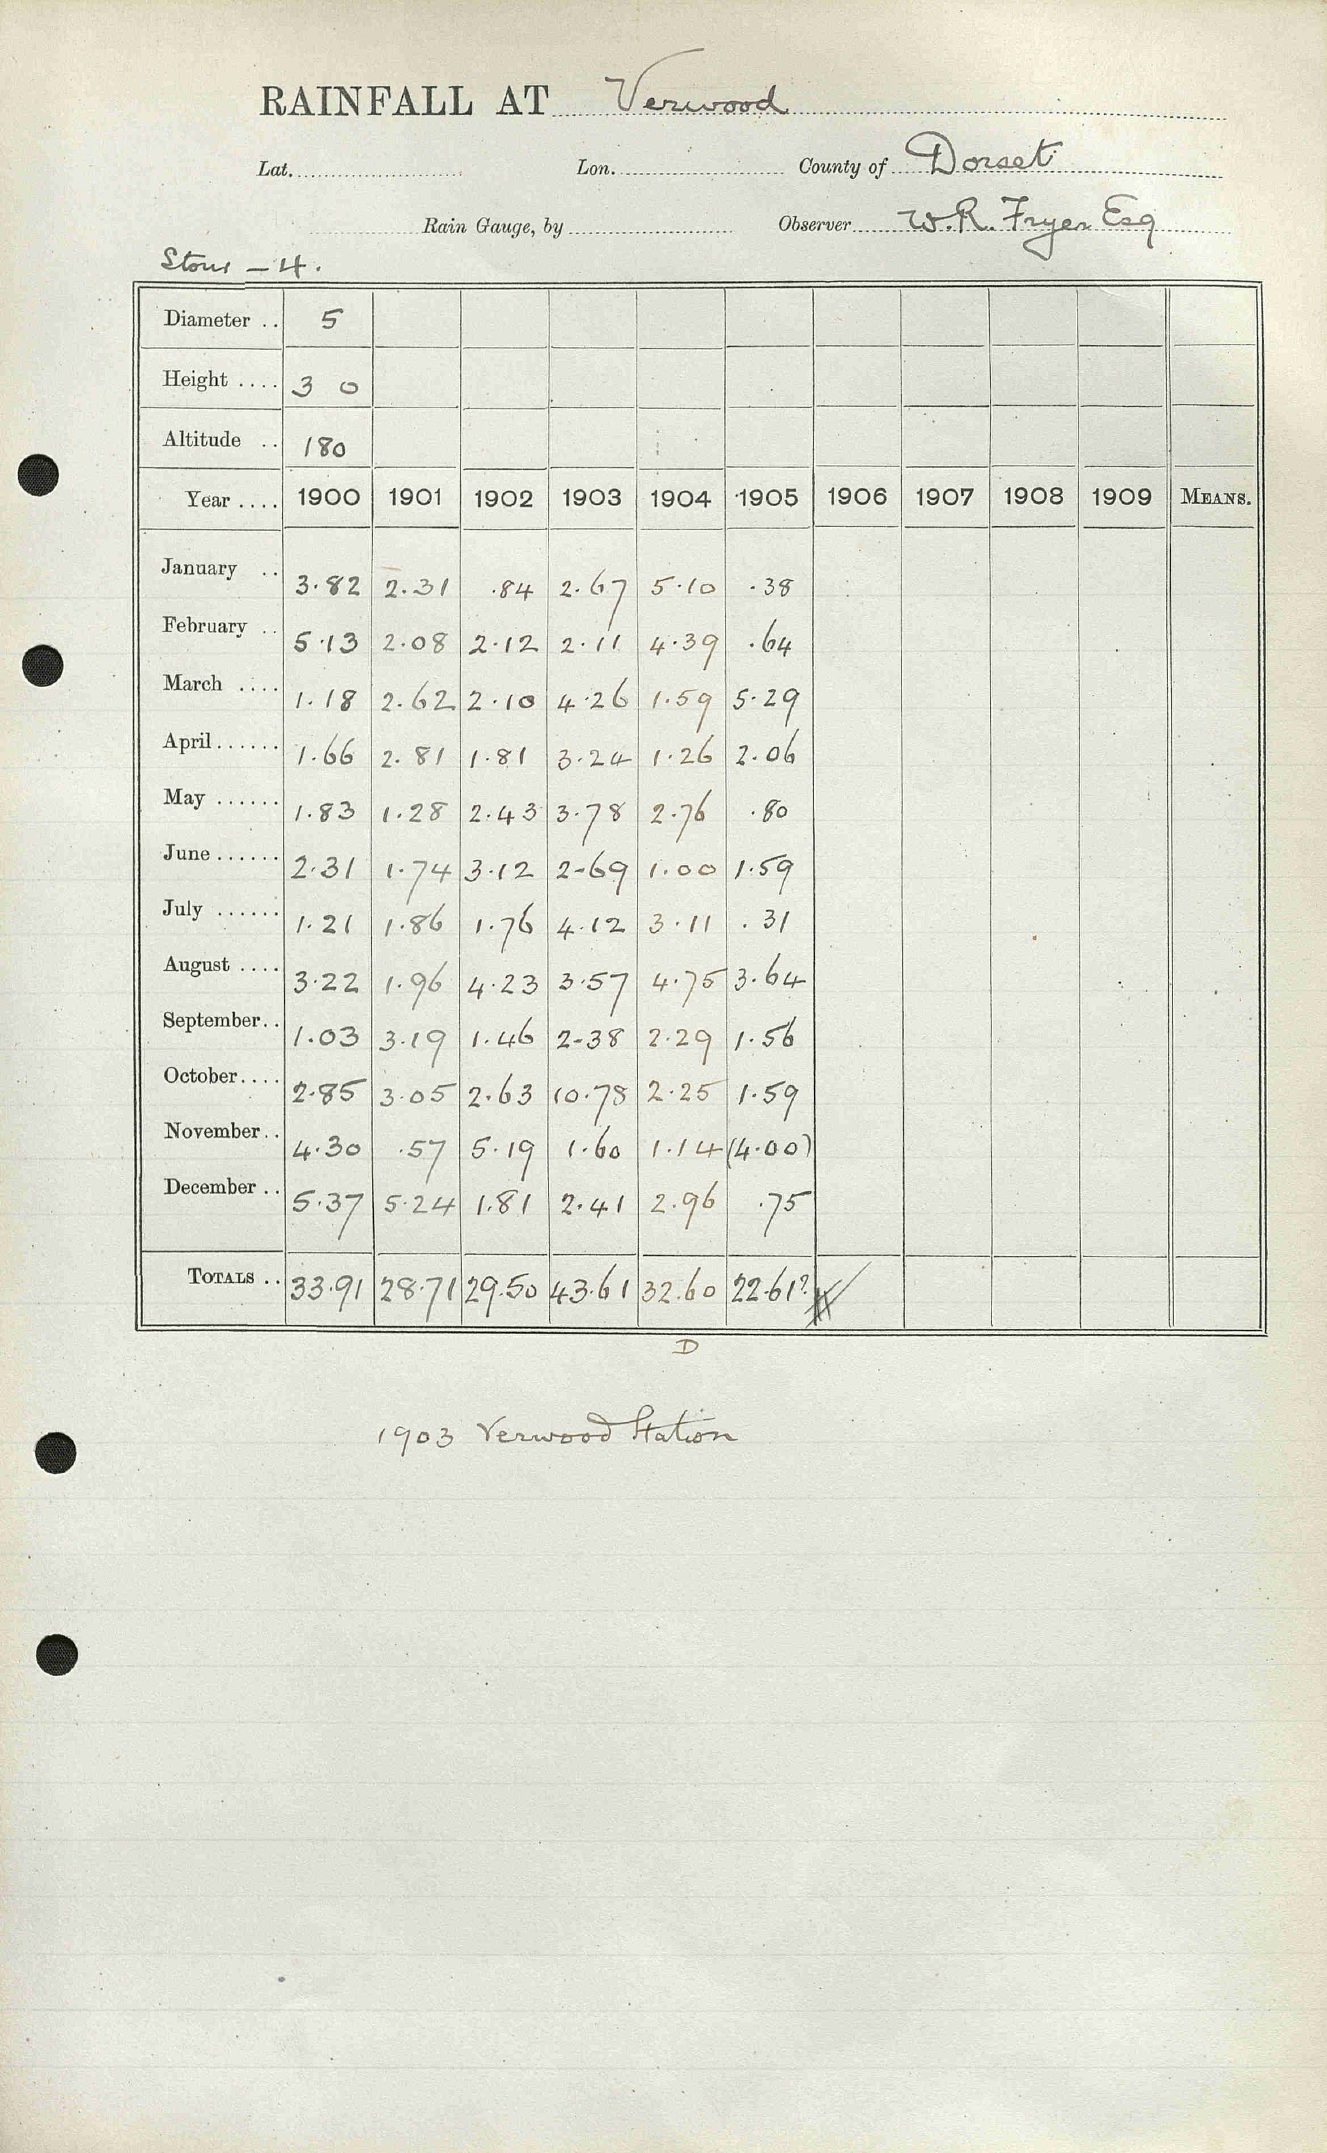 RAINFALL AT Verwood
Lat. Lon. County of Dorset
Rain Gauge, by Observer W.R. Fryer Esq
Stour - 4.
Diameter .. 5
Height .... 3 0
Altitude .. 180
Year .... 1900 1901 1902 1903 1904 1905 1906 1907 1908 1909 MEANS.
January .. 3.82 2.31 .84 2.67 5.10 .38
February .. 5.13 2.08 2.12 2.11 4.39 .64
March .... 1.18 2.62 2.10 4.26 1.59 5.29
April...... 1.66 2.81 1.81 3.24 1.26 2.06
May ...... 1.83 1.28 2.43 3.78 2.76 .80
June...... 2.31 1.74 3.12 2.69 1.00 1.59
July ...... 1.21 1.86 1.76 4.12 3.11 .31
August .... 3.22 1.96 4.23 3.57 4.75 3.64
September.. 1.03 3.19 1.46 2.38 2.29 1.56
October.... 2.85 3.05 2.63 10.78 2.25 1.59
November.. 4.30 .57 5.19 1.60 1.14 (4.00)
December .. 5.37 5.24 1.81 2.41 2.96 .75
TOTALS .. 33.91 28.71 29.50 43.61 32.60 22.61?
D
1903 Verwood Station